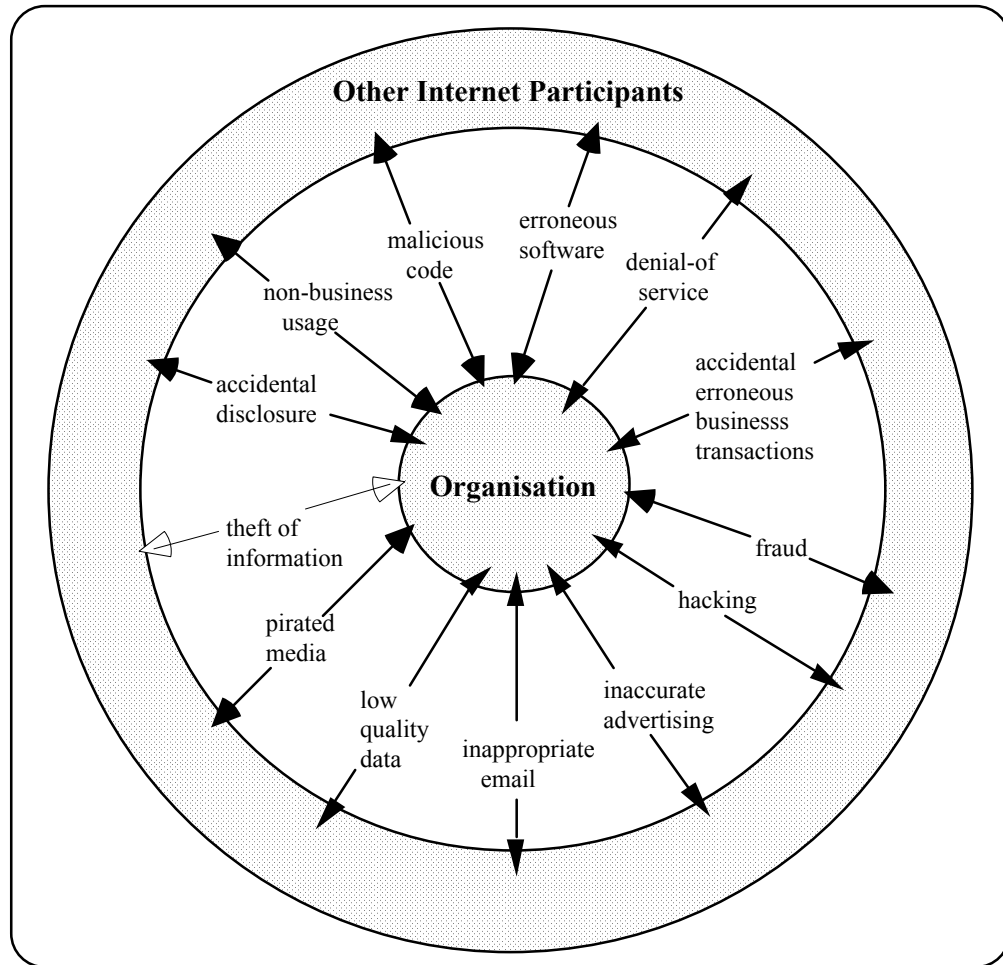 Other Internet Participants
malicious
code
erroneous
software
denial-of
service
accidental
erroneous
businesss
transactions
fraud
hacking
inaccurate
advertising
inappropriate
email
low
quality
data
pirated
media
theft of
information
accidental
disclosure
non-business
usage
Organisation